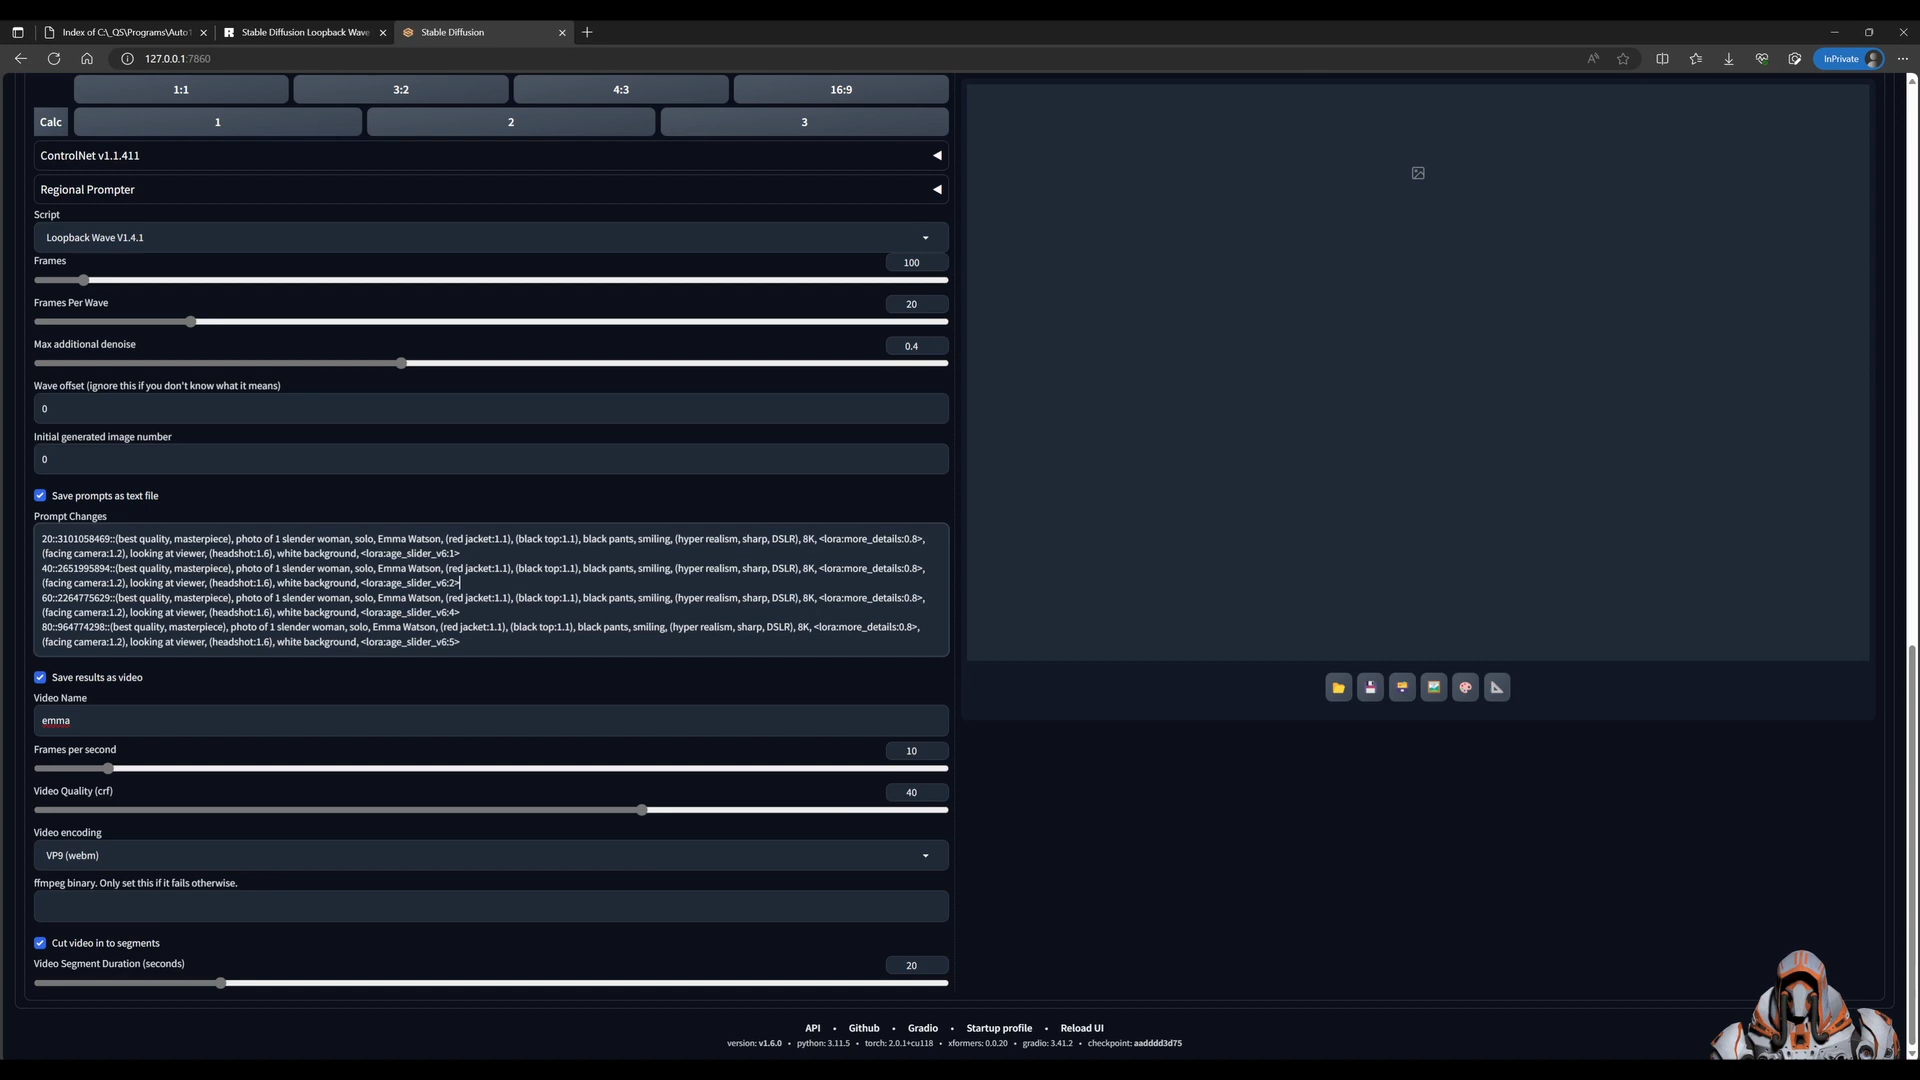 Index of C:\_QS\Programs\Auto1
Stable Diffusion Loopback Wave
Stable Diffusion
127.0.0.1:7860
InPrivate
1:1
3:2
4:3
16:9
Calc
1
2
3
ControlNet v1.1.411
Regional Prompter
Script
Loopback Wave V1.4.1
Frames
100
Frames Per Wave
20
Max additional denoise
0.4
Wave offset (ignore this if you don't know what it means)
0
Initial generated image number
0
Save prompts as text file
Prompt Changes
20::3101058469::(best quality, masterpiece), photo of 1 slender woman, solo, Emma Watson, (red jacket:1.1), (black top:1.1), black pants, smiling, (hyper realism, sharp, DSLR), 8K, <lora:more_details:0.8>,
(facing camera:1.2), looking at viewer, (headshot:1.6), white background, <lora:age_slider_v6:1>
40::2651995894::(best quality, masterpiece), photo of 1 slender woman, solo, Emma Watson, (red jacket:1.1), (black top:1.1), black pants, smiling, (hyper realism, sharp, DSLR), 8K, <lora:more_details:0.8>,
(facing camera:1.2), looking at viewer, (headshot:1.6), white background, <lora:age_slider_v6:2>
60::2264775629::(best quality, masterpiece), photo of 1 slender woman, solo, Emma Watson, (red jacket:1.1), (black top:1.1), black pants, smiling, (hyper realism, sharp, DSLR), 8K, <lora:more_details:0.8>,
(facing camera:1.2), looking at viewer, (headshot:1.6), white background, <lora:age_slider_v6:4>
80::964774298::(best quality, masterpiece), photo of 1 slender woman, solo, Emma Watson, (red jacket:1.1), (black top:1.1), black pants, smiling, (hyper realism, sharp, DSLR), 8K, <lora:more_details:0.8>,
(facing camera:1.2), looking at viewer, (headshot:1.6), white background, <lora:age_slider_v6:5>
Save results as video
Video Name
emma
Frames per second
10
Video Quality (crf)
40
Video encoding
VP9 (webm)
ffmpeg binary. Only set this if it fails otherwise.
Cut video in to segments
Video Segment Duration (seconds)
20
API • Github • Gradio • Startup profile • Reload UI
version: v1.6.0 • python: 3.11.5 • torch: 2.0.1+cu118 • xformers: 0.0.20 • gradio: 3.41.2 • checkpoint: aadddd3d75